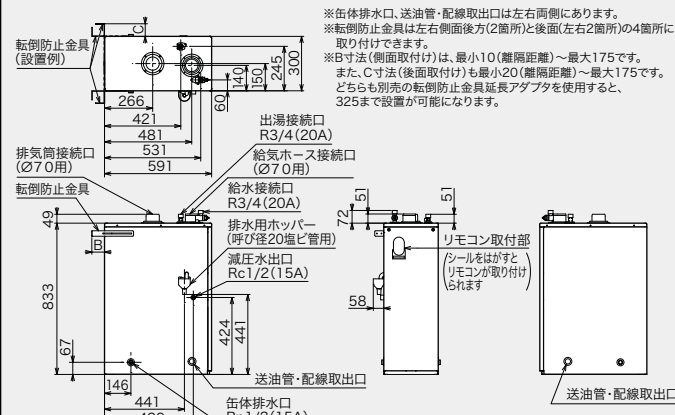 ※缶体排水口、送油管・配線取出口は左右両側にあります。
※転倒防止金具は左右側面後方(2箇所)と後面(左右2箇所)の4箇所に
取り付けできます。
※B寸法(側面取付け)は、最小10(離隔距離)～最大175です。
また、C寸法(後面取付け)も最小20(離隔距離)～最大175です。
どちらも別売の転倒防止金具延長アダプタを使用すると、
325まで設置が可能になります。
転倒防止金具
(設置例)
C
140
150
245
300
60
266
421
481
531
591
出湯接続口
R3/4(20A)
排気筒接続口
(Ø70用)
給気ホース接続口
(Ø70用)
転倒防止金具
給水接続口
R3/4(20A)
排水用ホッパー
(呼び径20塩ビ管用)
減圧水出口
Rc1/2(15A)
49
B
833
67
424
441
146
441
送油管・配線取出口
缶体排水口
72
51
51
58
リモコン取付部
(シールをはがすと
リモコンが取り付け
られます)
送油管・配線取出口